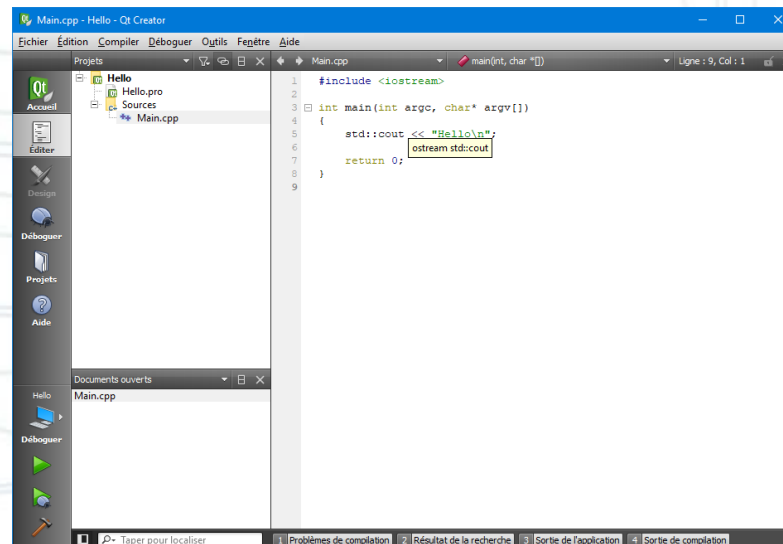 Main.cpp - Hello - Qt Creator
Fichier Édition Compiler Déboguer Outils Fenêtre Aide
Projets
Main.cpp
main(int, char *[])
Ligne : 9, Col : 1
Qt
Accueil
Éditer
Design
Déboguer
Projets
Aide
Hello
Déboguer
Hello
Hello.pro
Sources
Main.cpp
Documents ouverts
Main.cpp
1 #include <iostream>
2
3 int main(int argc, char* argv[])
4 {
5 std::cout << "Hello\n";
6
ostream std::cout
7 return 0;
8 }
9
Taper pour localiser
1 Problèmes de compilation
2 Résultat de la recherche
3 Sortie de l'application
4 Sortie de compilation